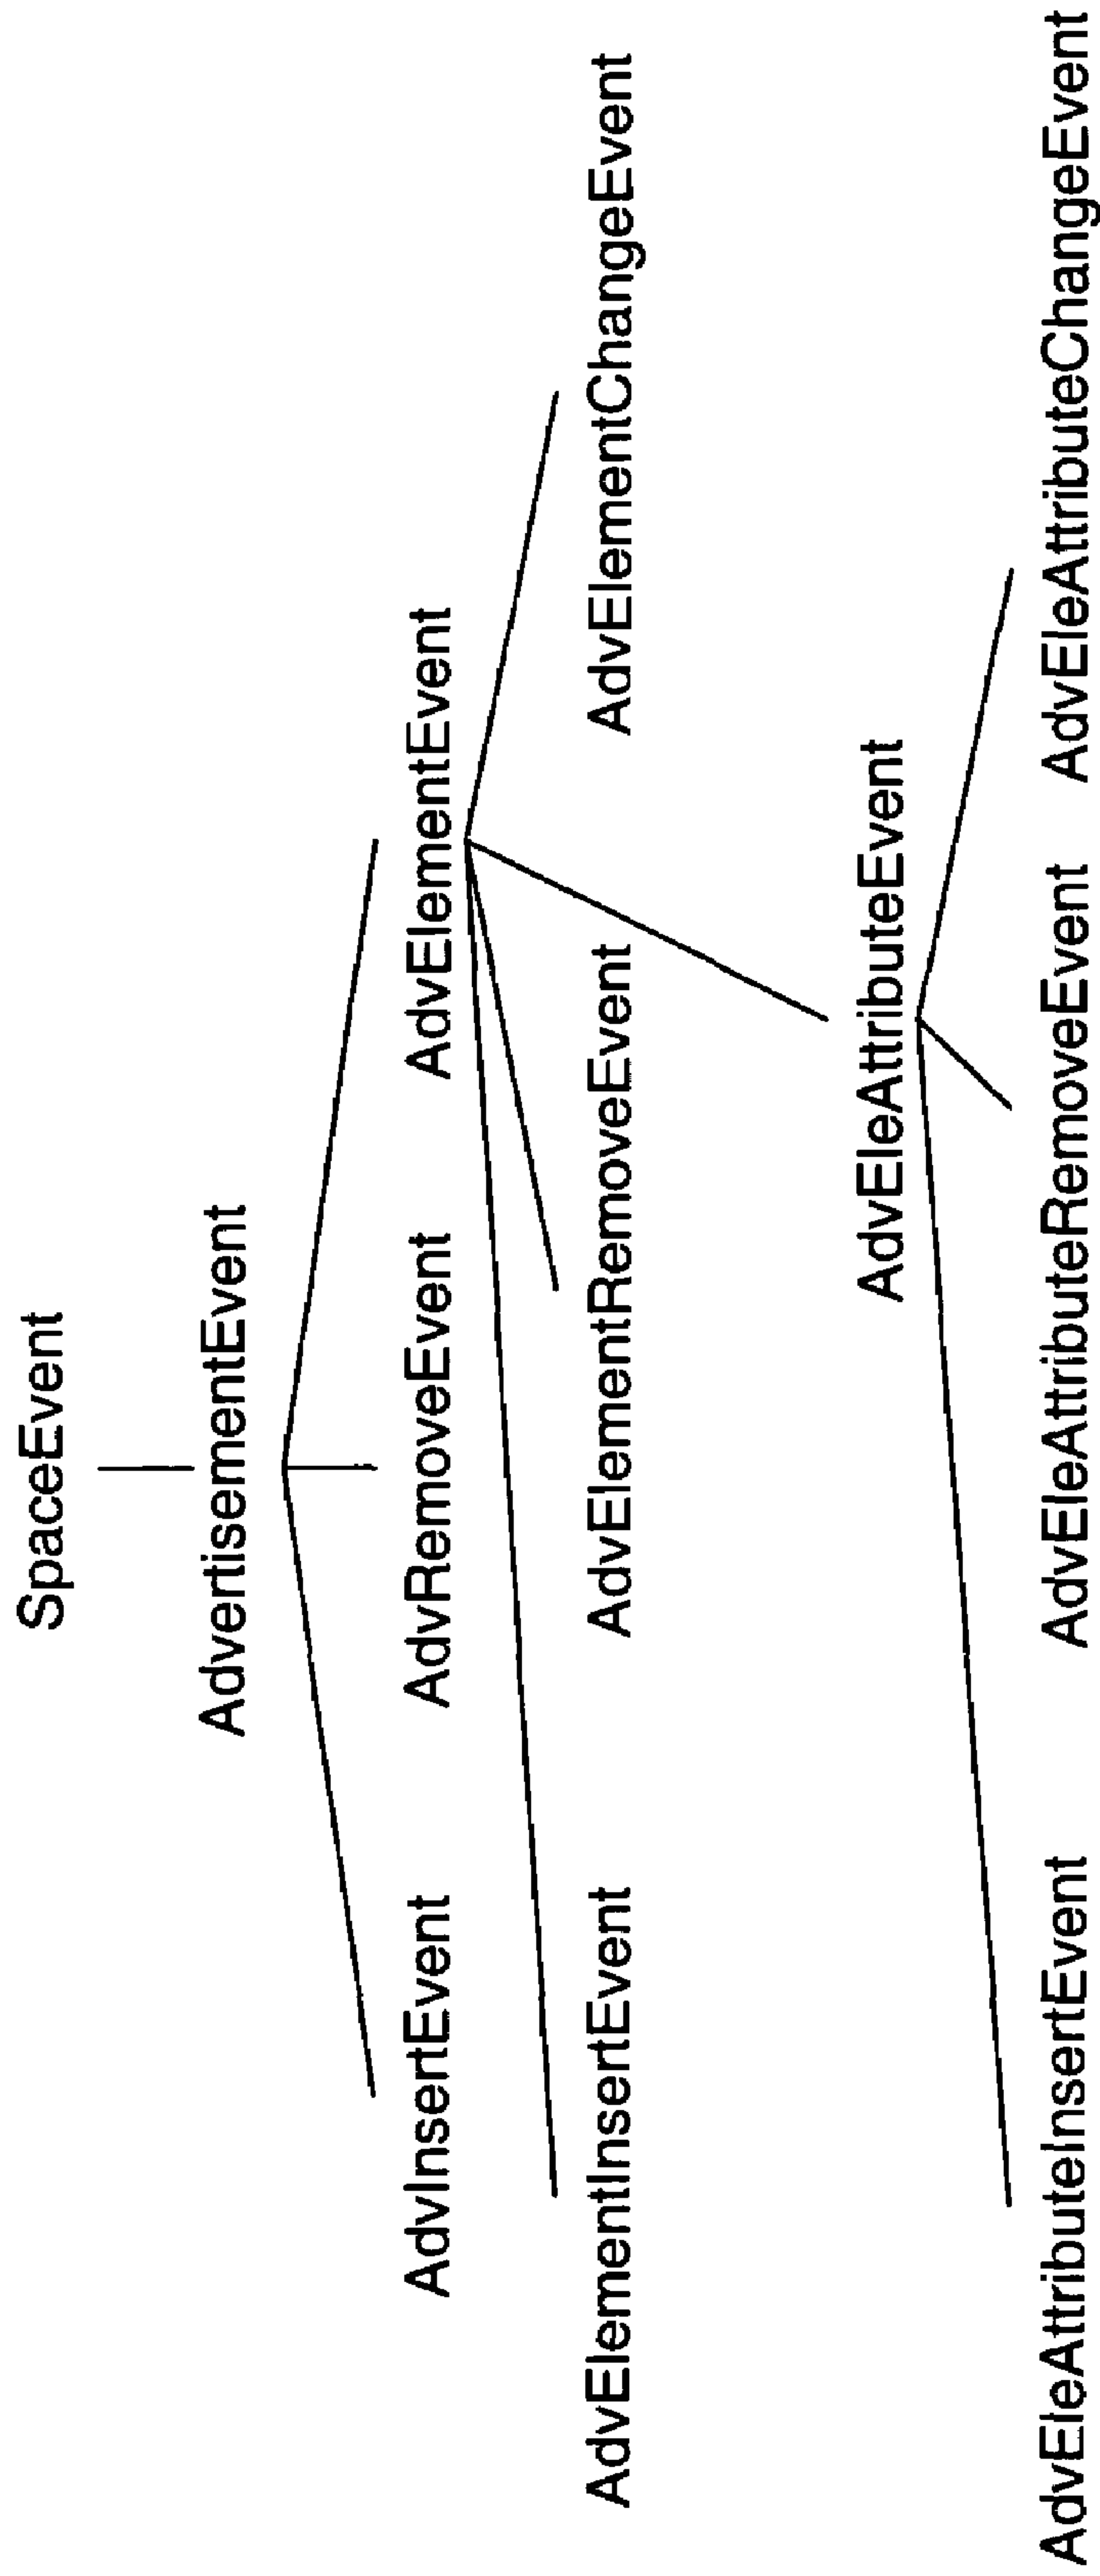 SpaceEvent
AdvertisementEvent
AdvInsertEvent AdvRemoveEvent AdvElementEvent
AdvElementInsertEvent AdvElementRemoveEvent AdvElementChangeEvent
AdvEleAttributeEvent
AdvEleAttributeInsertEvent AdvEleAttributeRemoveEvent AdvEleAttributeChangeEvent